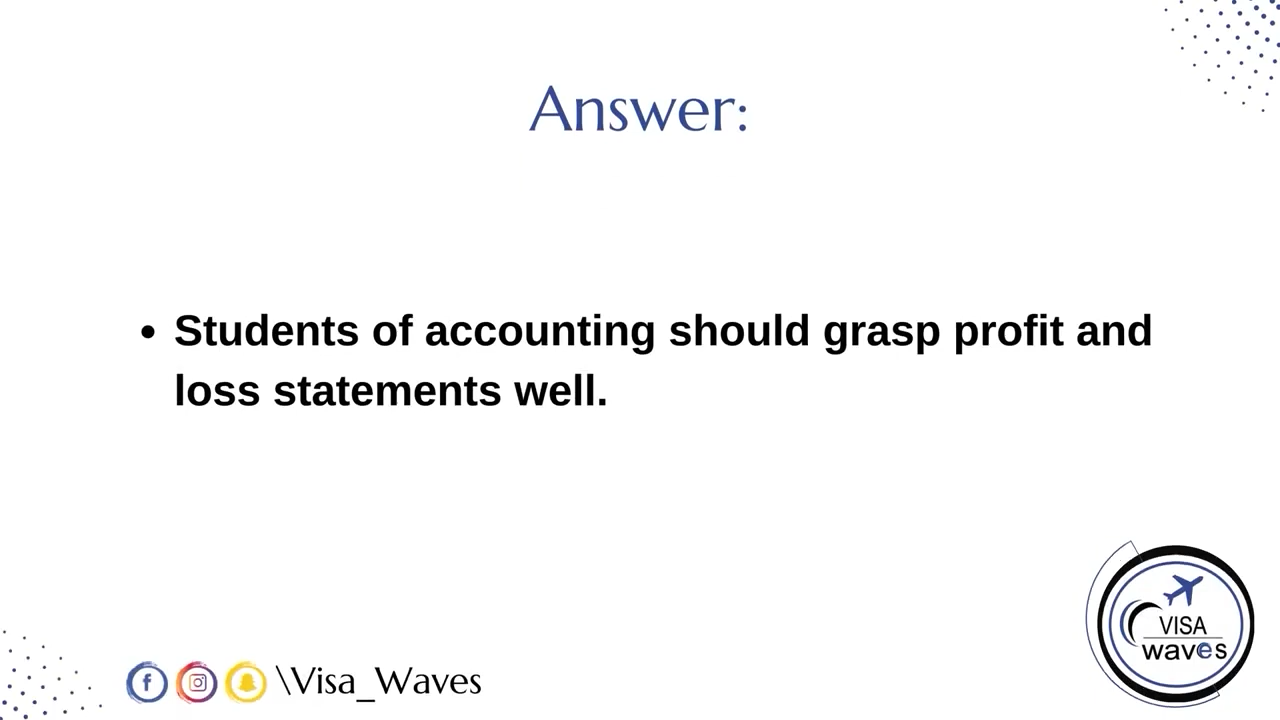 Answer:
• Students of accounting should grasp profit and
loss statements well.
VISA
waves
\Visa_Waves